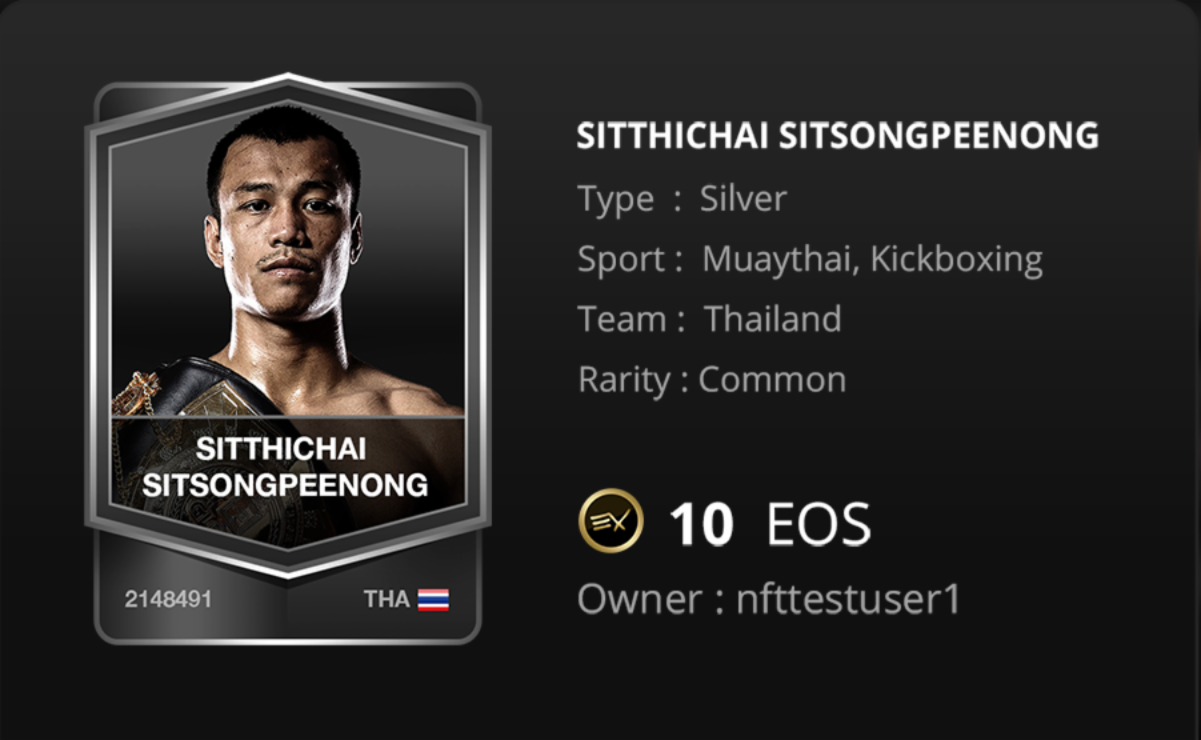 SITTHICHAI
SITSONGPEENONG
2148491
THA
SITTHICHAI SITSONGPEENONG
Type : Silver
Sport : Muaythai, Kickboxing
Team : Thailand
Rarity : Common
EX 10 EOS
Owner : nfttestuser1